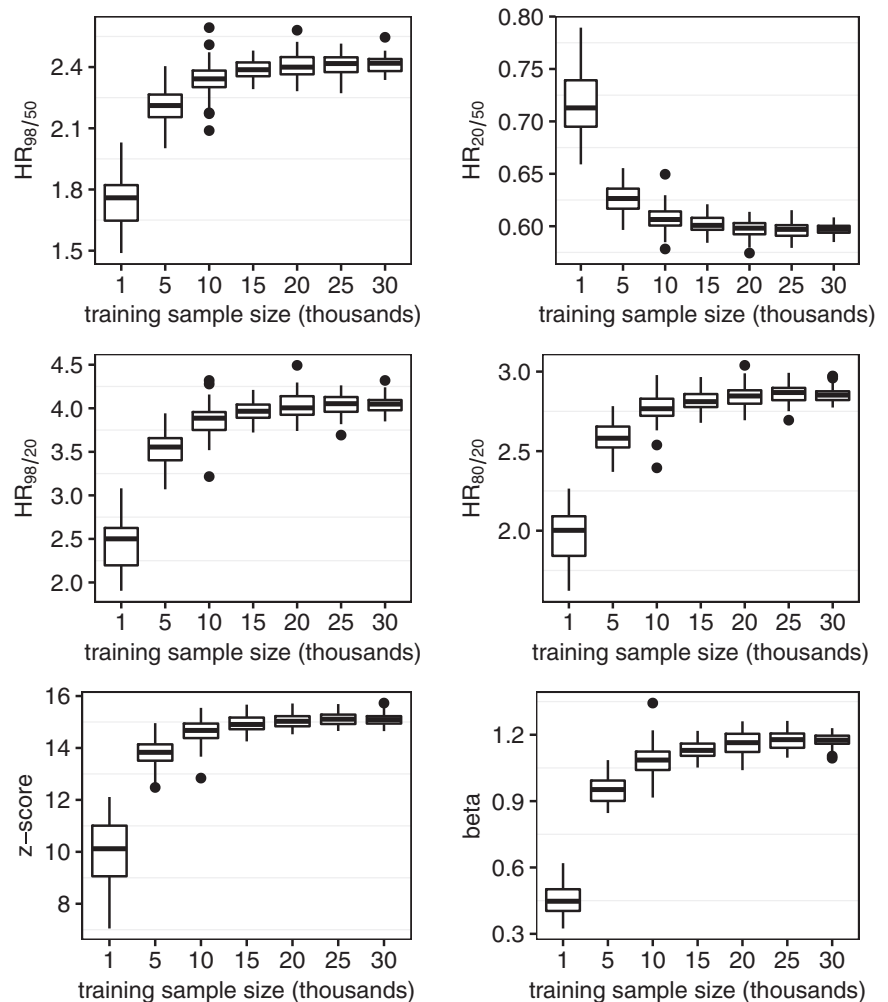 HR98/50
2.4
2.1
1.8
1.5
1 5 10 15 20 25 30
training sample size (thousands)
HR20/50
0.80
0.75
0.70
0.65
0.60
1 5 10 15 20 25 30
training sample size (thousands)
HR98/20
4.5
4.0
3.5
3.0
2.5
2.0
1 5 10 15 20 25 30
training sample size (thousands)
HR80/20
3.0
2.5
2.0
1 5 10 15 20 25 30
training sample size (thousands)
z−score
16
14
12
10
8
1 5 10 15 20 25 30
training sample size (thousands)
beta
1.2
0.9
0.6
0.3
1 5 10 15 20 25 30
training sample size (thousands)